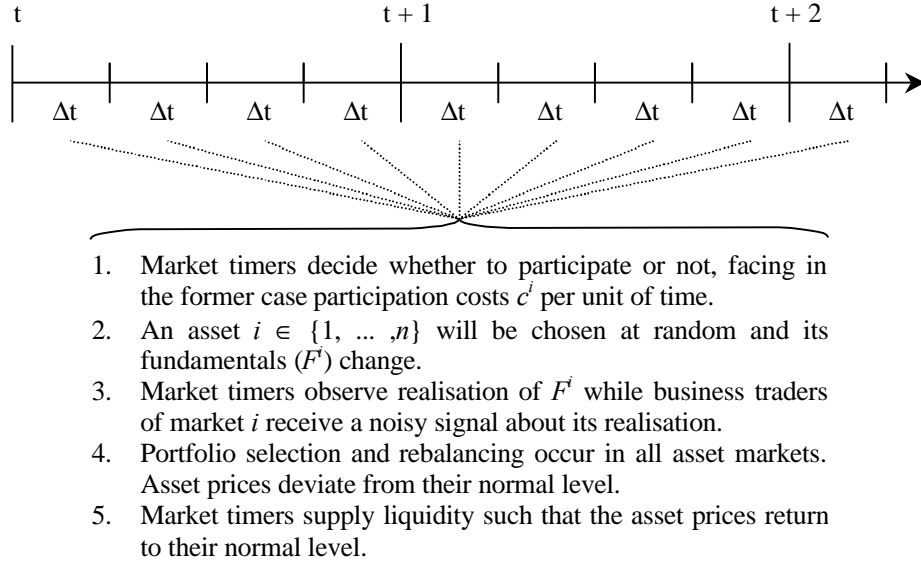 t t + 1 t + 2
Δt Δt Δt Δt Δt Δt Δt Δt Δt
1. Market timers decide whether to participate or not, facing in
the former case participation costs cⁱ per unit of time.
2. An asset i ∈ {1, ... ,n} will be chosen at random and its
fundamentals (Fⁱ) change.
3. Market timers observe realisation of Fⁱ while business traders
of market i receive a noisy signal about its realisation.
4. Portfolio selection and rebalancing occur in all asset markets.
Asset prices deviate from their normal level.
5. Market timers supply liquidity such that the asset prices return
to their normal level.